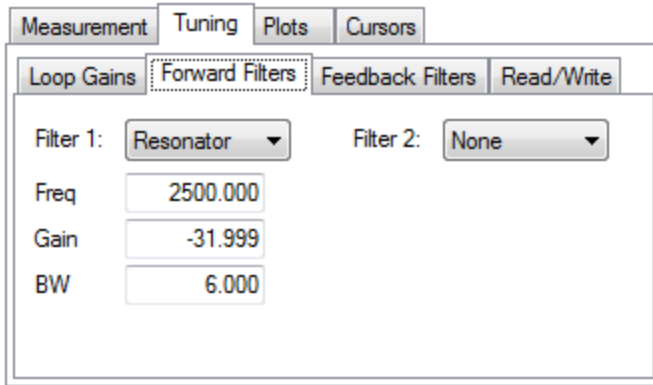 Measurement Tuning Plots Cursors
Loop Gains Forward Filters Feedback Filters Read/Write
Filter 1: Resonator Filter 2: None
Freq 2500.000
Gain -31.999
BW 6.000